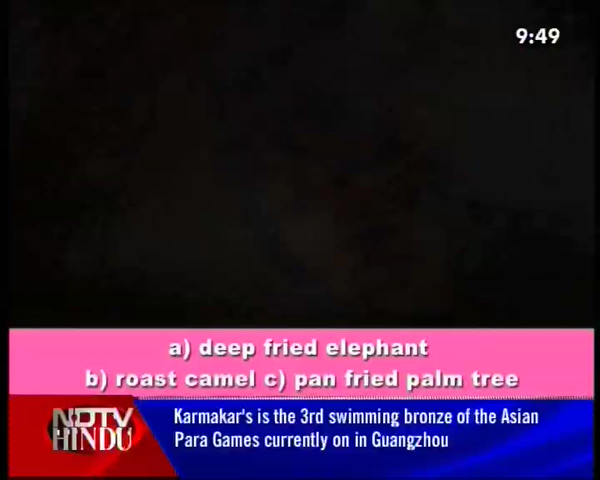 9:49
a) deep fried elephant
b) roast camel c) pan fried palm tree
NDTV
HINDU
Karmakar's is the 3rd swimming bronze of the Asian
Para Games currently on in Guangzhou